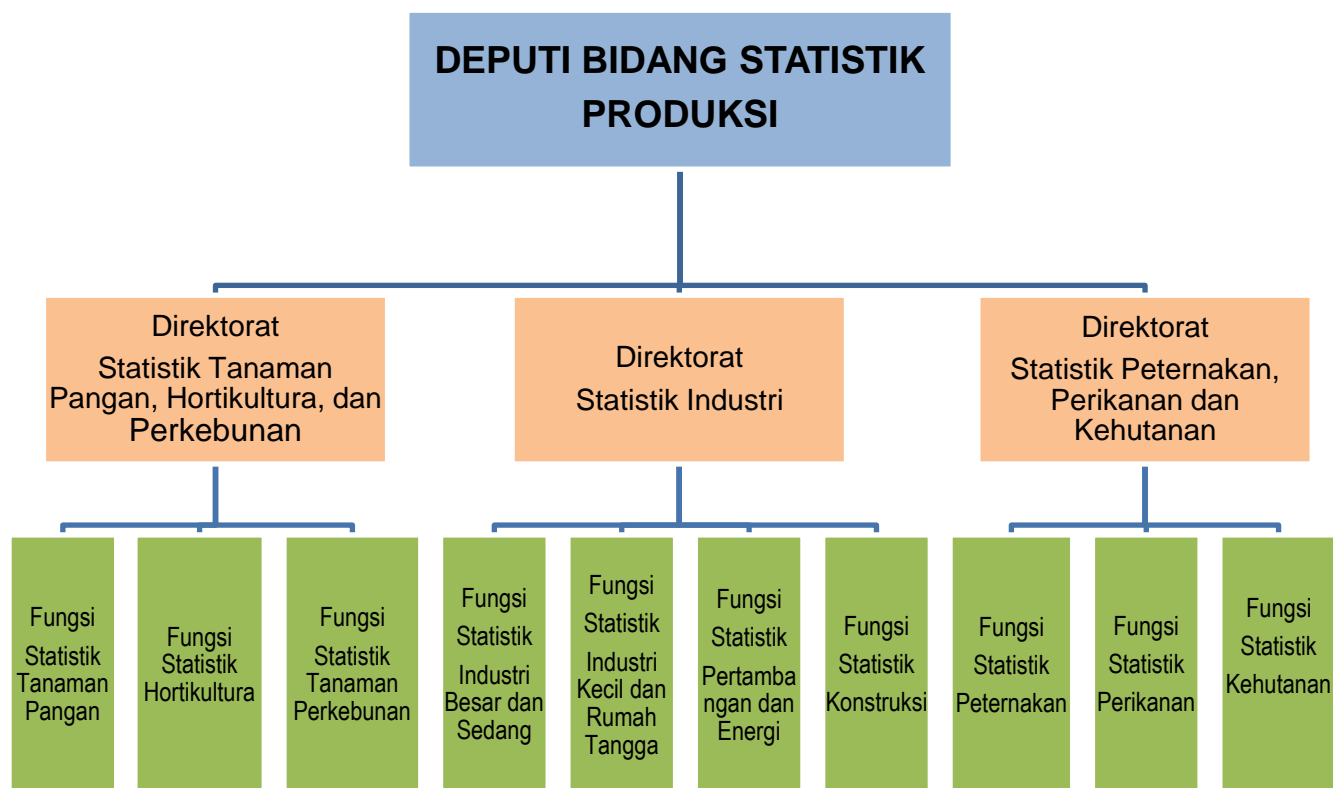 DEPUTI BIDANG STATISTIK
PRODUKSI
Direktorat
Statistik Tanaman
Pangan, Hortikultura, dan
Perkebunan
Direktorat
Statistik Industri
Direktorat
Statistik Peternakan,
Perikanan dan
Kehutanan
Fungsi
Statistik
Tanaman
Pangan
Fungsi
Statistik
Hortikultura
Fungsi
Statistik
Tanaman
Perkebunan
Fungsi
Statistik
Industri
Besar dan
Sedang
Fungsi
Statistik
Industri
Kecil dan
Rumah
Tangga
Fungsi
Statistik
Pertamba
ngan dan
Energi
Fungsi
Statistik
Konstruksi
Fungsi
Statistik
Peternakan
Fungsi
Statistik
Perikanan
Fungsi
Statistik
Kehutanan